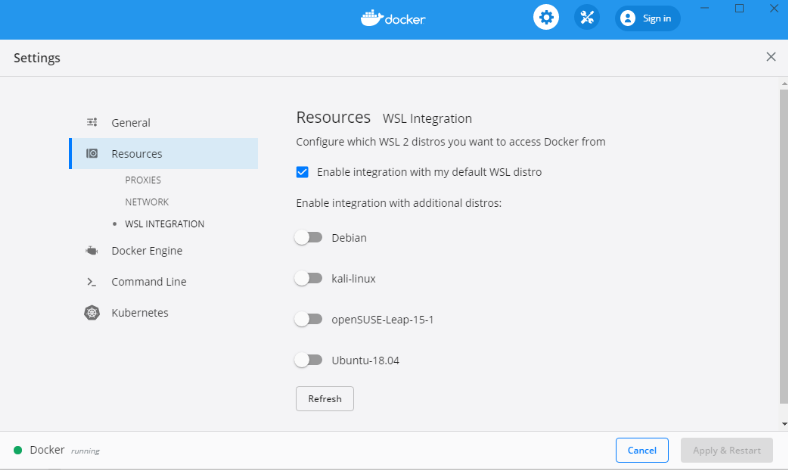 docker
Sign in
Settings
General
Resources
PROXIES
NETWORK
WSL INTEGRATION
Docker Engine
Command Line
Kubernetes
Resources WSL Integration
Configure which WSL 2 distros you want to access Docker from
Enable integration with my default WSL distro
Enable integration with additional distros:
Debian
kali-linux
openSUSE-Leap-15-1
Ubuntu-18.04
Refresh
Docker running
Cancel
Apply & Restart